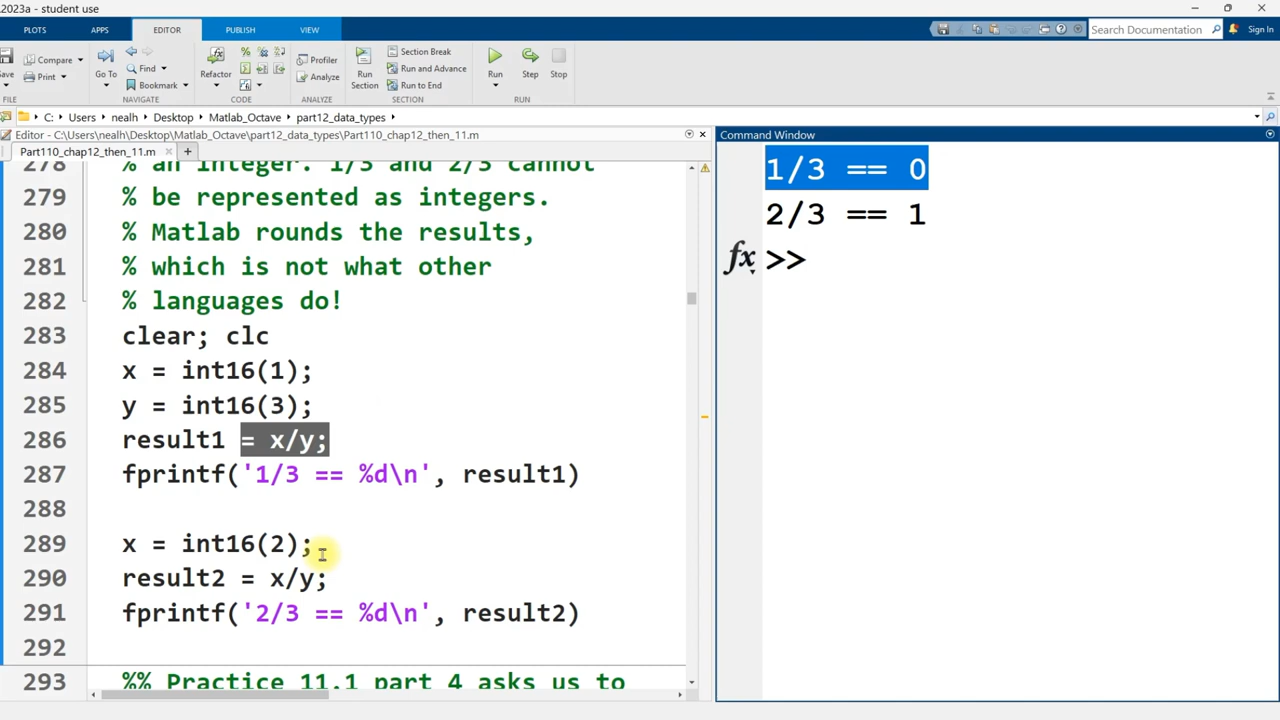 2023a - student use
PLOTS APPS EDITOR PUBLISH VIEW
Search Documentation Sign In
Save Compare Print
Go To Find Bookmark
Refactor
Profiler Analyze
Run Section
Section Break Run and Advance Run to End
Run Step Stop
FILE NAVIGATE CODE ANALYZE SECTION RUN
C: Users nealh Desktop Matlab_Octave part12_data_types
Editor - C:\Users\nealh\Desktop\Matlab_Octave\part12_data_types\Part110_chap12_then_11.m
Part110_chap12_then_11.m
278 % an integer. 1/3 and 2/3 cannot
279 % be represented as integers.
280 % Matlab rounds the results,
281 % which is not what other
282 % languages do!
283 clear; clc
284 x = int16(1);
285 y = int16(3);
286 result1 = x/y;
287 fprintf('1/3 == %d\n', result1)
288
289 x = int16(2);
290 result2 = x/y;
291 fprintf('2/3 == %d\n', result2)
292
293 %% Practice 11.1 part 4 asks us to
Command Window
1/3 == 0
2/3 == 1
fx >>